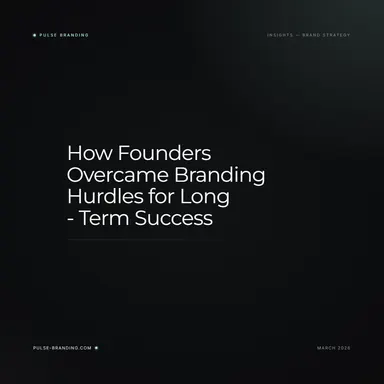 PULSE BRANDING
INSIGHTS — BRAND STRATEGY
How Founders
Overcame Branding
Hurdles for Long
- Term Success
PULSE-BRANDING.COM
MARCH 2026